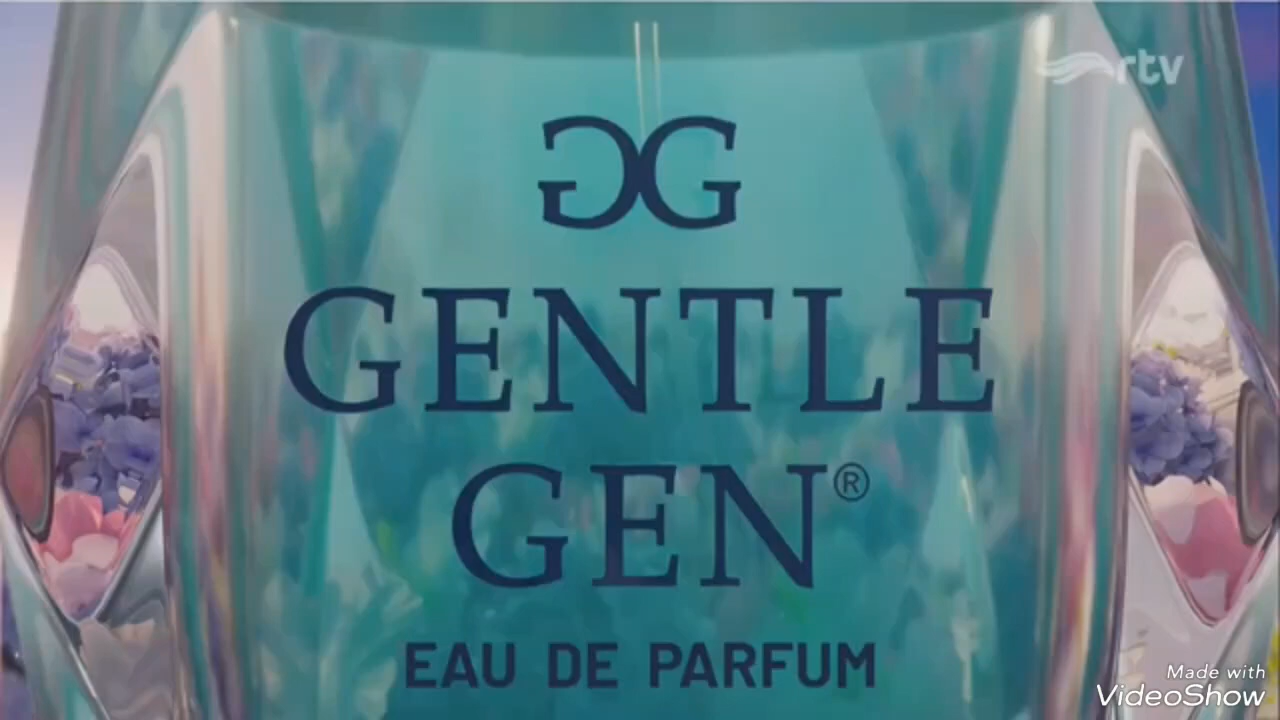 rtv
GG
GENTLE
GEN®
EAU DE PARFUM
Made with
VideoShow